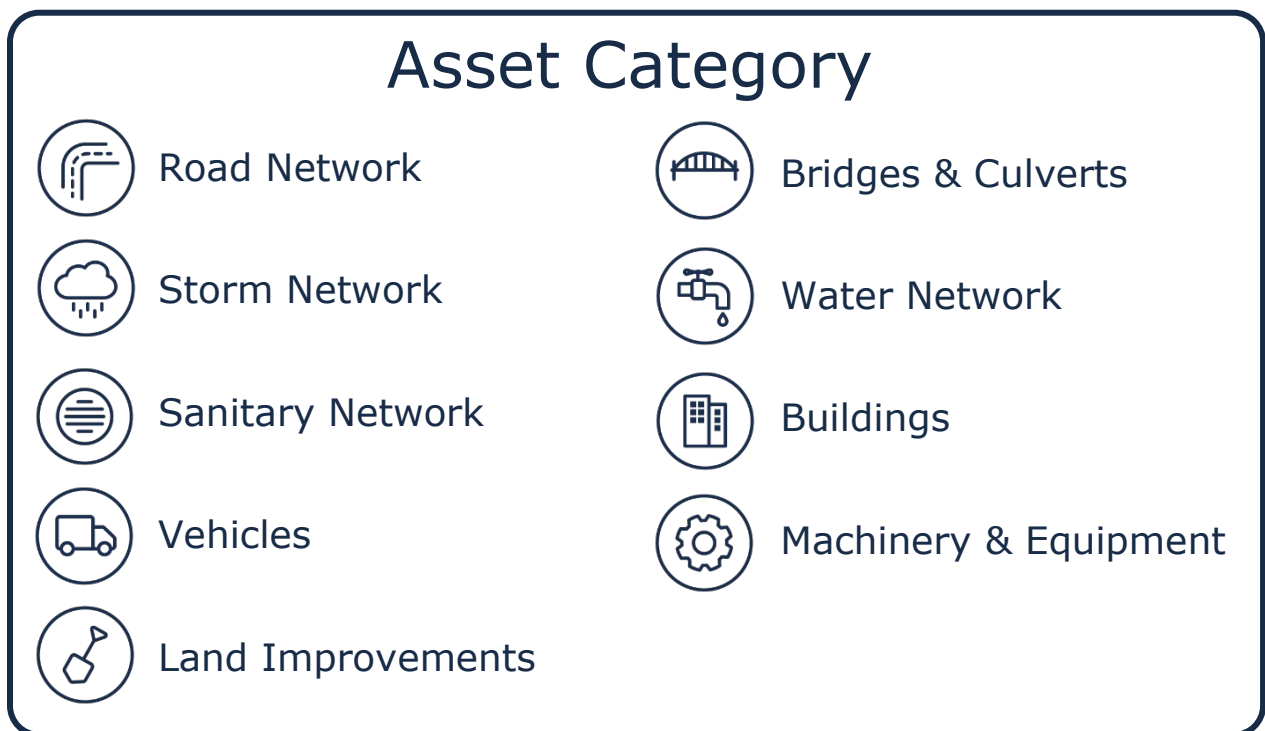 Asset Category
Road Network
Bridges & Culverts
Storm Network
Water Network
Sanitary Network
Buildings
Vehicles
Machinery & Equipment
Land Improvements